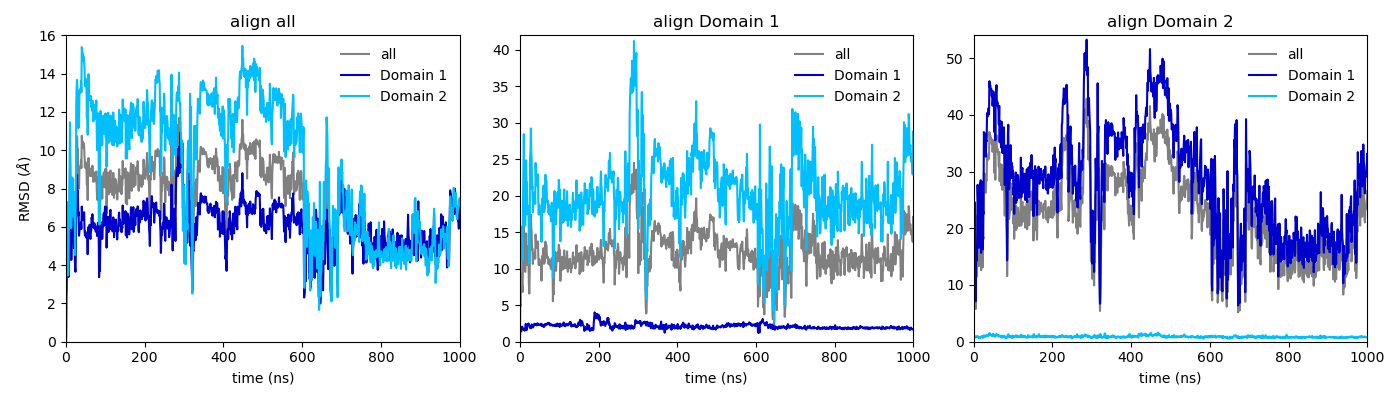 align all
16
14
12
10
8
6
4
2
0
RMSD (Å)
all
Domain 1
Domain 2
0 200 400 600 800 1000
time (ns)
align Domain 1
40
35
30
25
20
15
10
5
0
all
Domain 1
Domain 2
0 200 400 600 800 1000
time (ns)
align Domain 2
50
40
30
20
10
0
all
Domain 1
Domain 2
0 200 400 600 800 1000
time (ns)